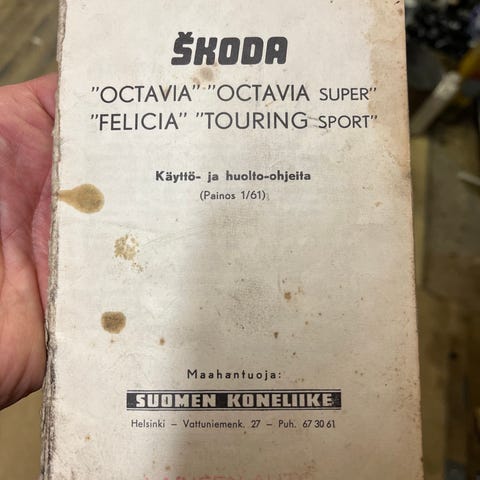 ŠKODA
"OCTAVIA" "OCTAVIA SUPER"
"FELICIA" "TOURING SPORT"
Käyttö- ja huolto-ohjeita
(Painos 1/61)
Maahantuoja:
SUOMEN KONELIIKE
Helsinki — Vattuniemenk. 27 — Puh. 67 30 61